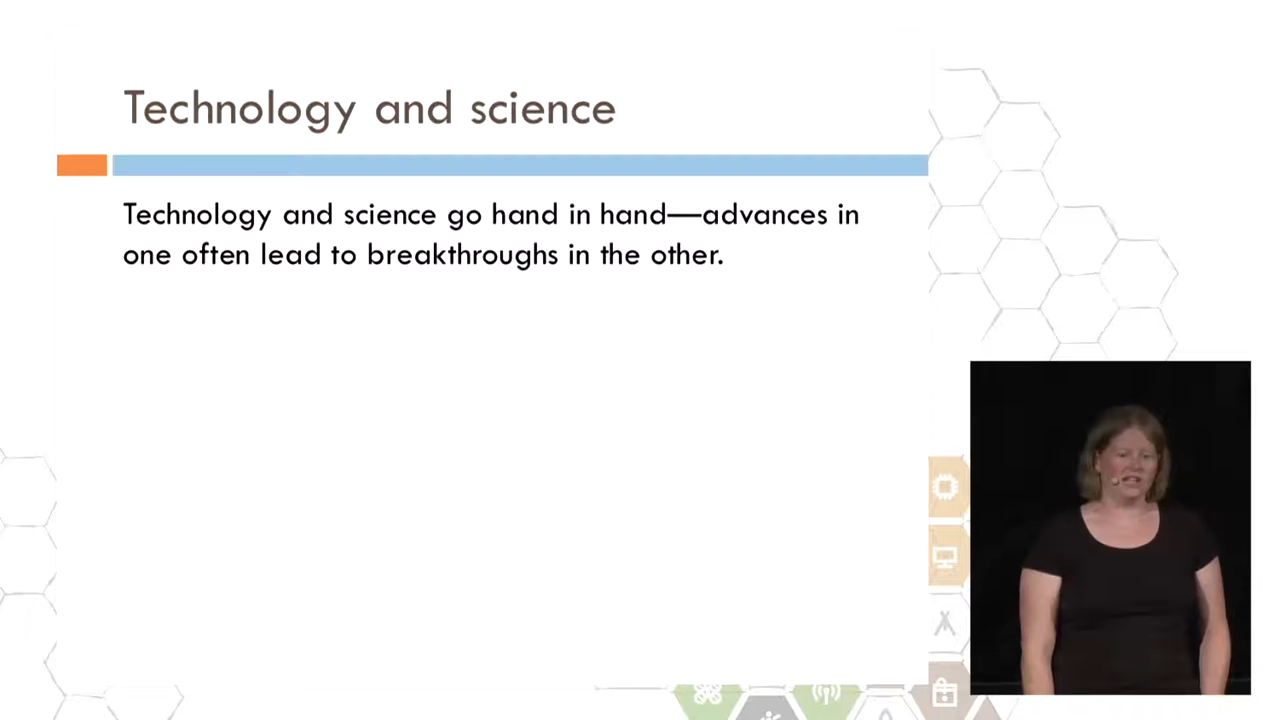 Technology and science
Technology and science go hand in hand—advances in
one often lead to breakthroughs in the other.